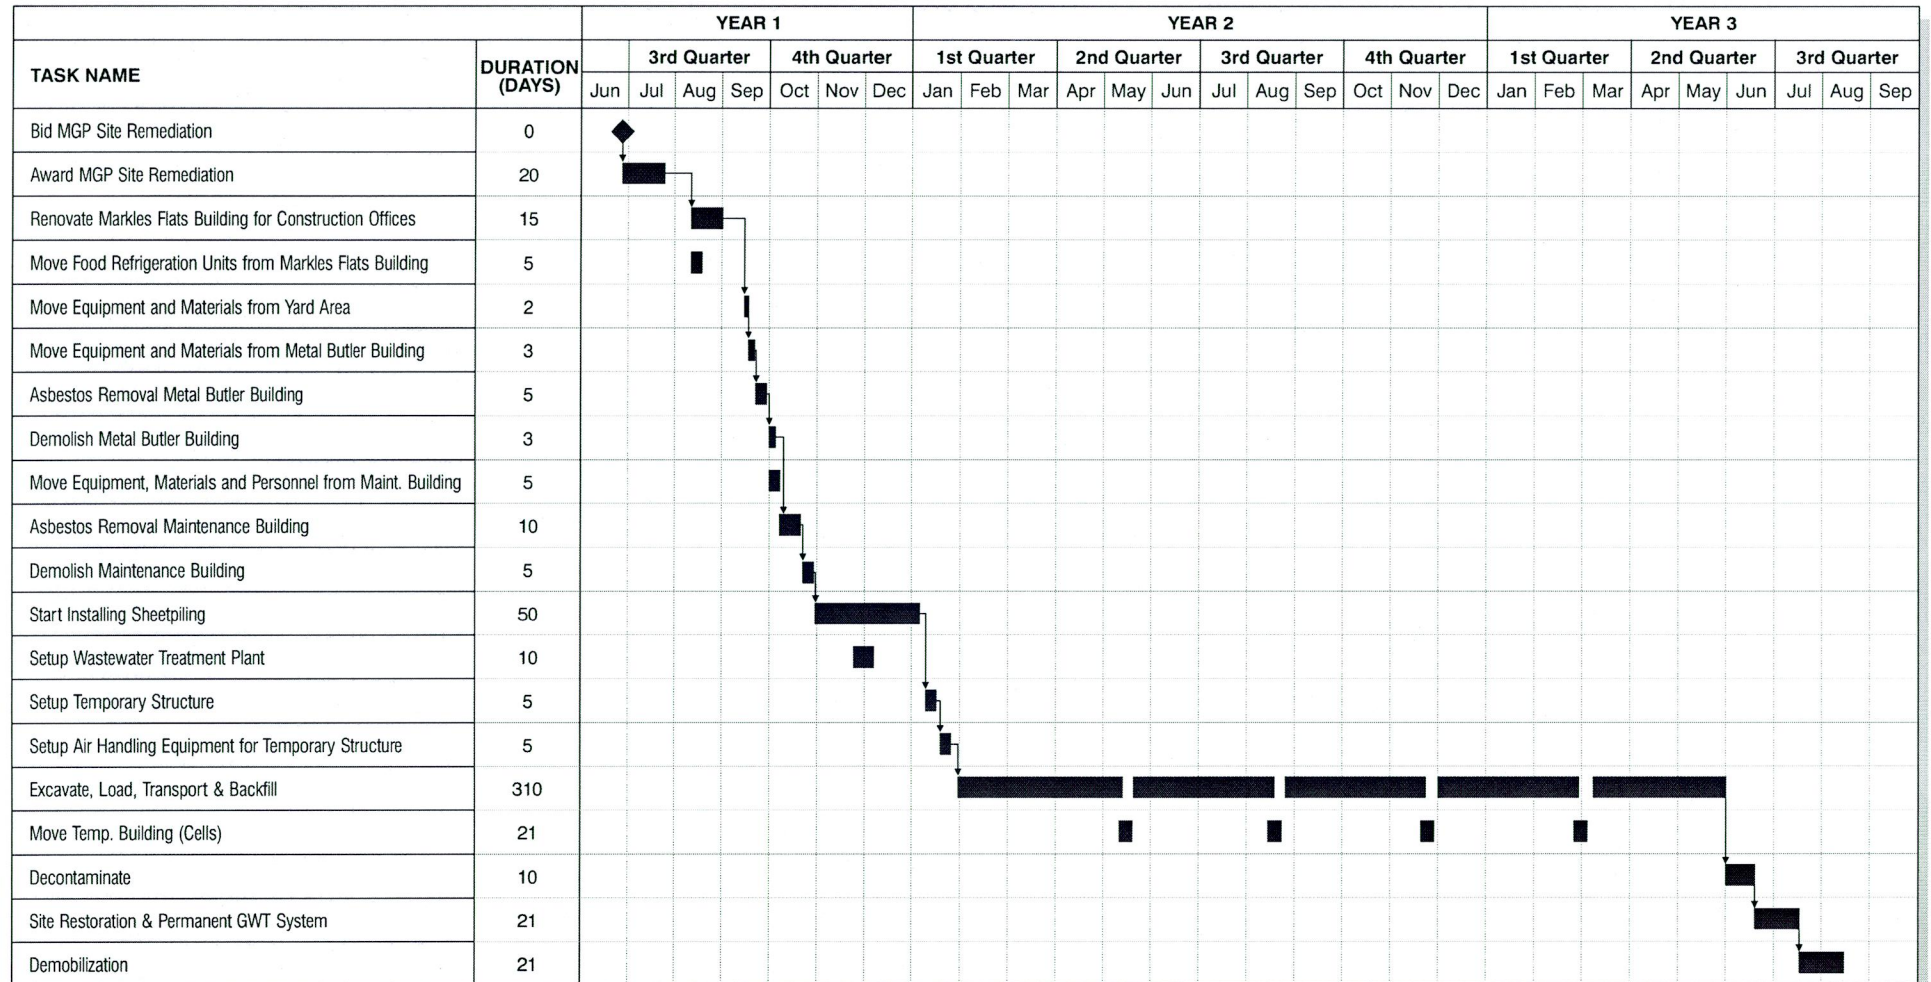 YEAR 1 YEAR 2 YEAR 3
TASK NAME DURATION (DAYS) 3rd Quarter 4th Quarter 1st Quarter 2nd Quarter 3rd Quarter 4th Quarter 1st Quarter 2nd Quarter 3rd Quarter
Jun Jul Aug Sep Oct Nov Dec Jan Feb Mar Apr May Jun Jul Aug Sep Oct Nov Dec Jan Feb Mar Apr May Jun Jul Aug Sep
Bid MGP Site Remediation 0
Award MGP Site Remediation 20
Renovate Markles Flats Building for Construction Offices 15
Move Food Refrigeration Units from Markles Flats Building 5
Move Equipment and Materials from Yard Area 2
Move Equipment and Materials from Metal Butler Building 3
Asbestos Removal Metal Butler Building 5
Demolish Metal Butler Building 3
Move Equipment, Materials and Personnel from Maint. Building 5
Asbestos Removal Maintenance Building 10
Demolish Maintenance Building 5
Start Installing Sheetpiling 50
Setup Wastewater Treatment Plant 10
Setup Temporary Structure 5
Setup Air Handling Equipment for Temporary Structure 5
Excavate, Load, Transport & Backfill 310
Move Temp. Building (Cells) 21
Decontaminate 10
Site Restoration & Permanent GWT System 21
Demobilization 21